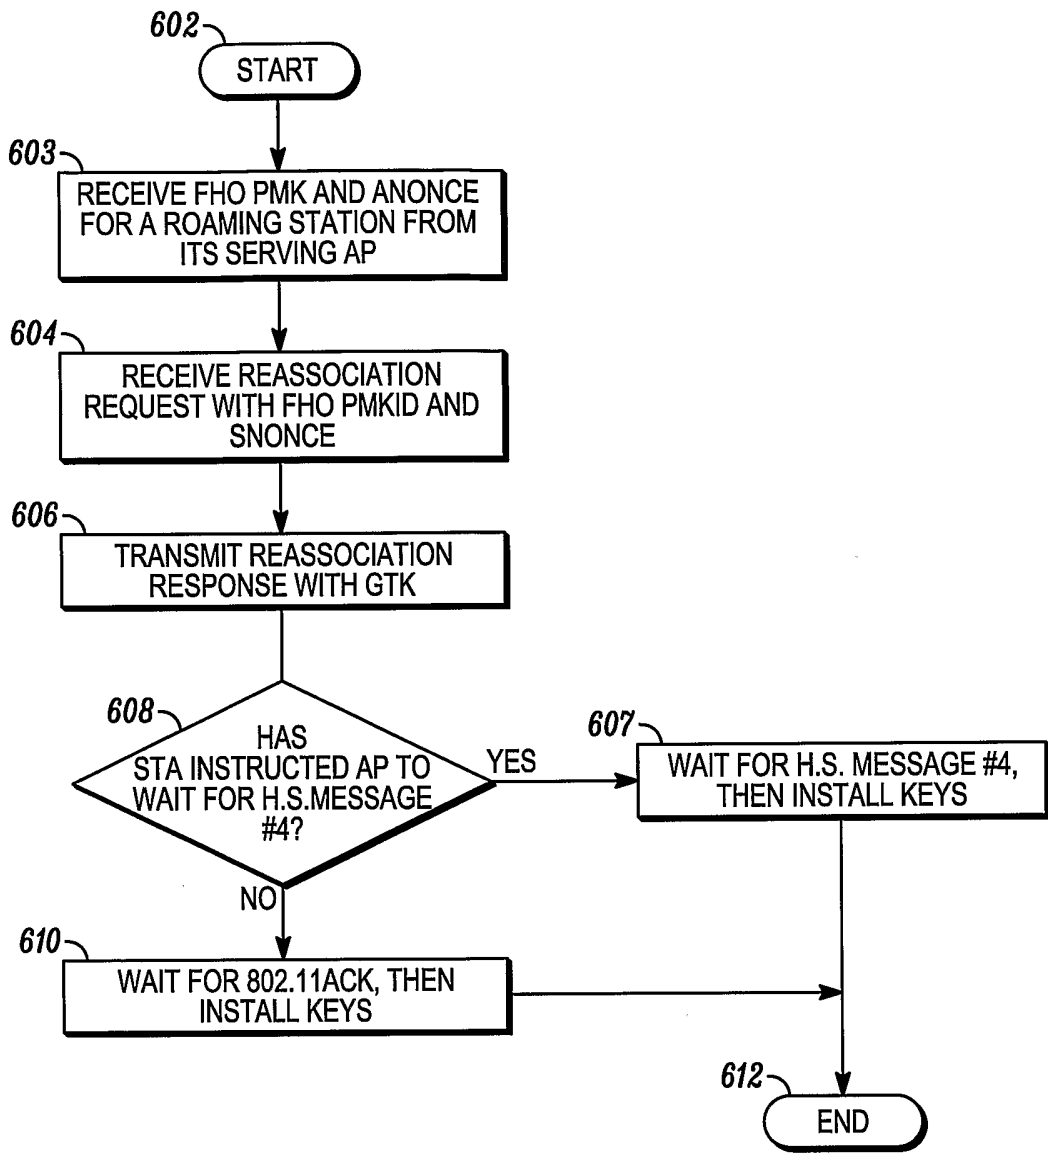 602
START
603
RECEIVE FHO PMK AND ANONCE
FOR A ROAMING STATION FROM
ITS SERVING AP
604
RECEIVE REASSOCIATION
REQUEST WITH FHO PMKID AND
SNONCE
606
TRANSMIT REASSOCIATION
RESPONSE WITH GTK
608
HAS
STA INSTRUCTED AP TO
WAIT FOR H.S.MESSAGE
#4?
YES
607
WAIT FOR H.S. MESSAGE #4,
THEN INSTALL KEYS
NO
610
WAIT FOR 802.11ACK, THEN
INSTALL KEYS
612
END